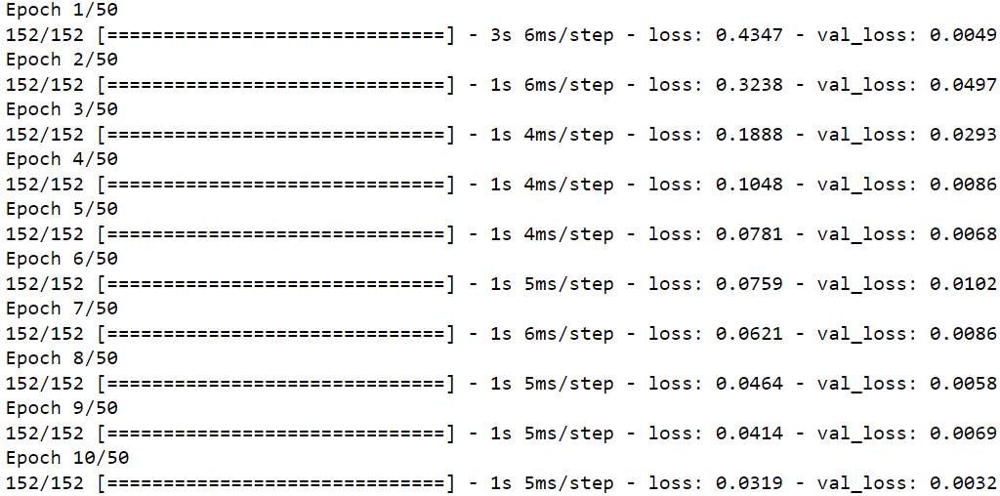 Epoch 1/50
152/152 [==============================] - 3s 6ms/step - loss: 0.4347 - val_loss: 0.0049
Epoch 2/50
152/152 [==============================] - 1s 6ms/step - loss: 0.3238 - val_loss: 0.0497
Epoch 3/50
152/152 [==============================] - 1s 4ms/step - loss: 0.1888 - val_loss: 0.0293
Epoch 4/50
152/152 [==============================] - 1s 4ms/step - loss: 0.1048 - val_loss: 0.0086
Epoch 5/50
152/152 [==============================] - 1s 4ms/step - loss: 0.0781 - val_loss: 0.0068
Epoch 6/50
152/152 [==============================] - 1s 5ms/step - loss: 0.0759 - val_loss: 0.0102
Epoch 7/50
152/152 [==============================] - 1s 6ms/step - loss: 0.0621 - val_loss: 0.0086
Epoch 8/50
152/152 [==============================] - 1s 5ms/step - loss: 0.0464 - val_loss: 0.0058
Epoch 9/50
152/152 [==============================] - 1s 5ms/step - loss: 0.0414 - val_loss: 0.0069
Epoch 10/50
152/152 [==============================] - 1s 5ms/step - loss: 0.0319 - val_loss: 0.0032